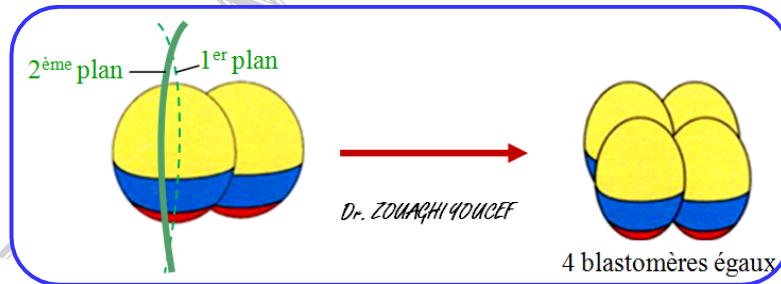 1er plan
2ème plan
Dr. ZOUAGHI YOUCEF
4 blastomères égaux